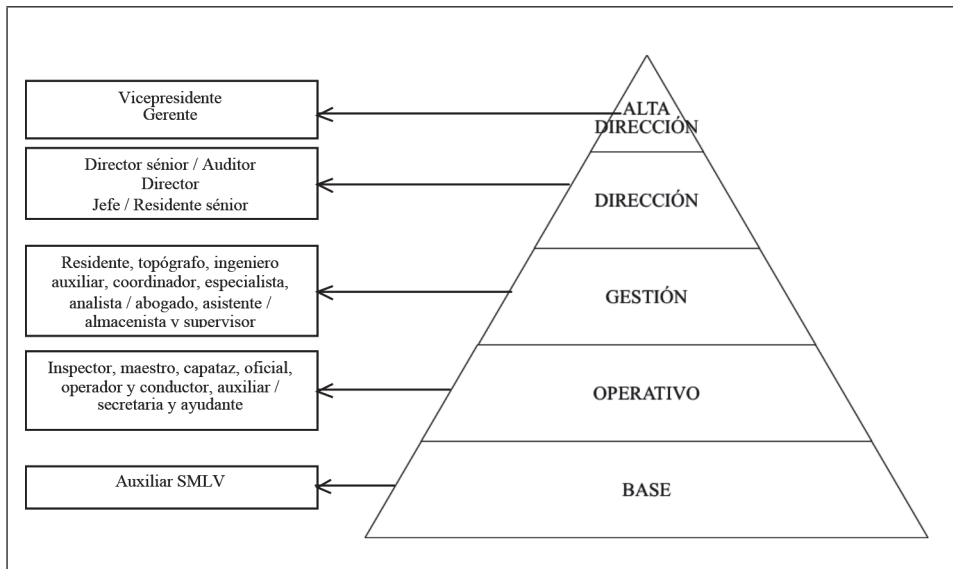 Vicepresidente
Gerente
ALTA
DIRECCIÓN
Director sénior / Auditor
Director
Jefe / Residente sénior
DIRECCIÓN
Residente, topógrafo, ingeniero
auxiliar, coordinador, especialista,
analista / abogado, asistente /
almacenista y supervisor
GESTIÓN
Inspector, maestro, capataz, oficial,
operador y conductor, auxiliar /
secretaria y ayudante
OPERATIVO
Auxiliar SMLV
BASE